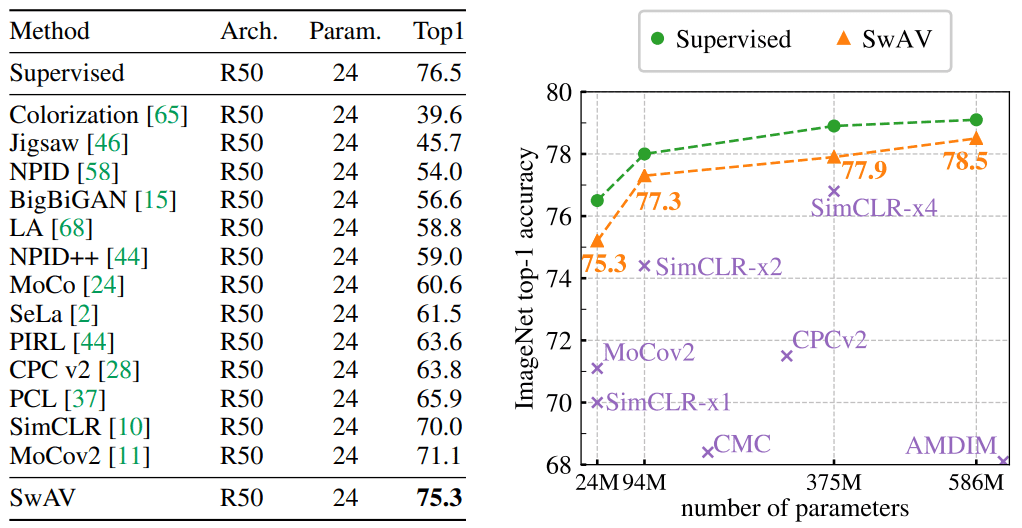 Method Arch. Param. Top1
Supervised R50 24 76.5
Colorization [65] R50 24 39.6
Jigsaw [46] R50 24 45.7
NPID [58] R50 24 54.0
BigBiGAN [15] R50 24 56.6
LA [68] R50 24 58.8
NPID++ [44] R50 24 59.0
MoCo [24] R50 24 60.6
SeLa [2] R50 24 61.5
PIRL [44] R50 24 63.6
CPC v2 [28] R50 24 63.8
PCL [37] R50 24 65.9
SimCLR [10] R50 24 70.0
MoCov2 [11] R50 24 71.1
SwAV R50 24 75.3
Supervised SwAV
ImageNet top-1 accuracy
80
78
76
74
72
70
68
77.9
78.5
77.3
SimCLR-x4
75.3
SimCLR-x2
MoCov2
CPCv2
SimCLR-x1
CMC
AMDIM
24M 94M 375M 586M
number of parameters